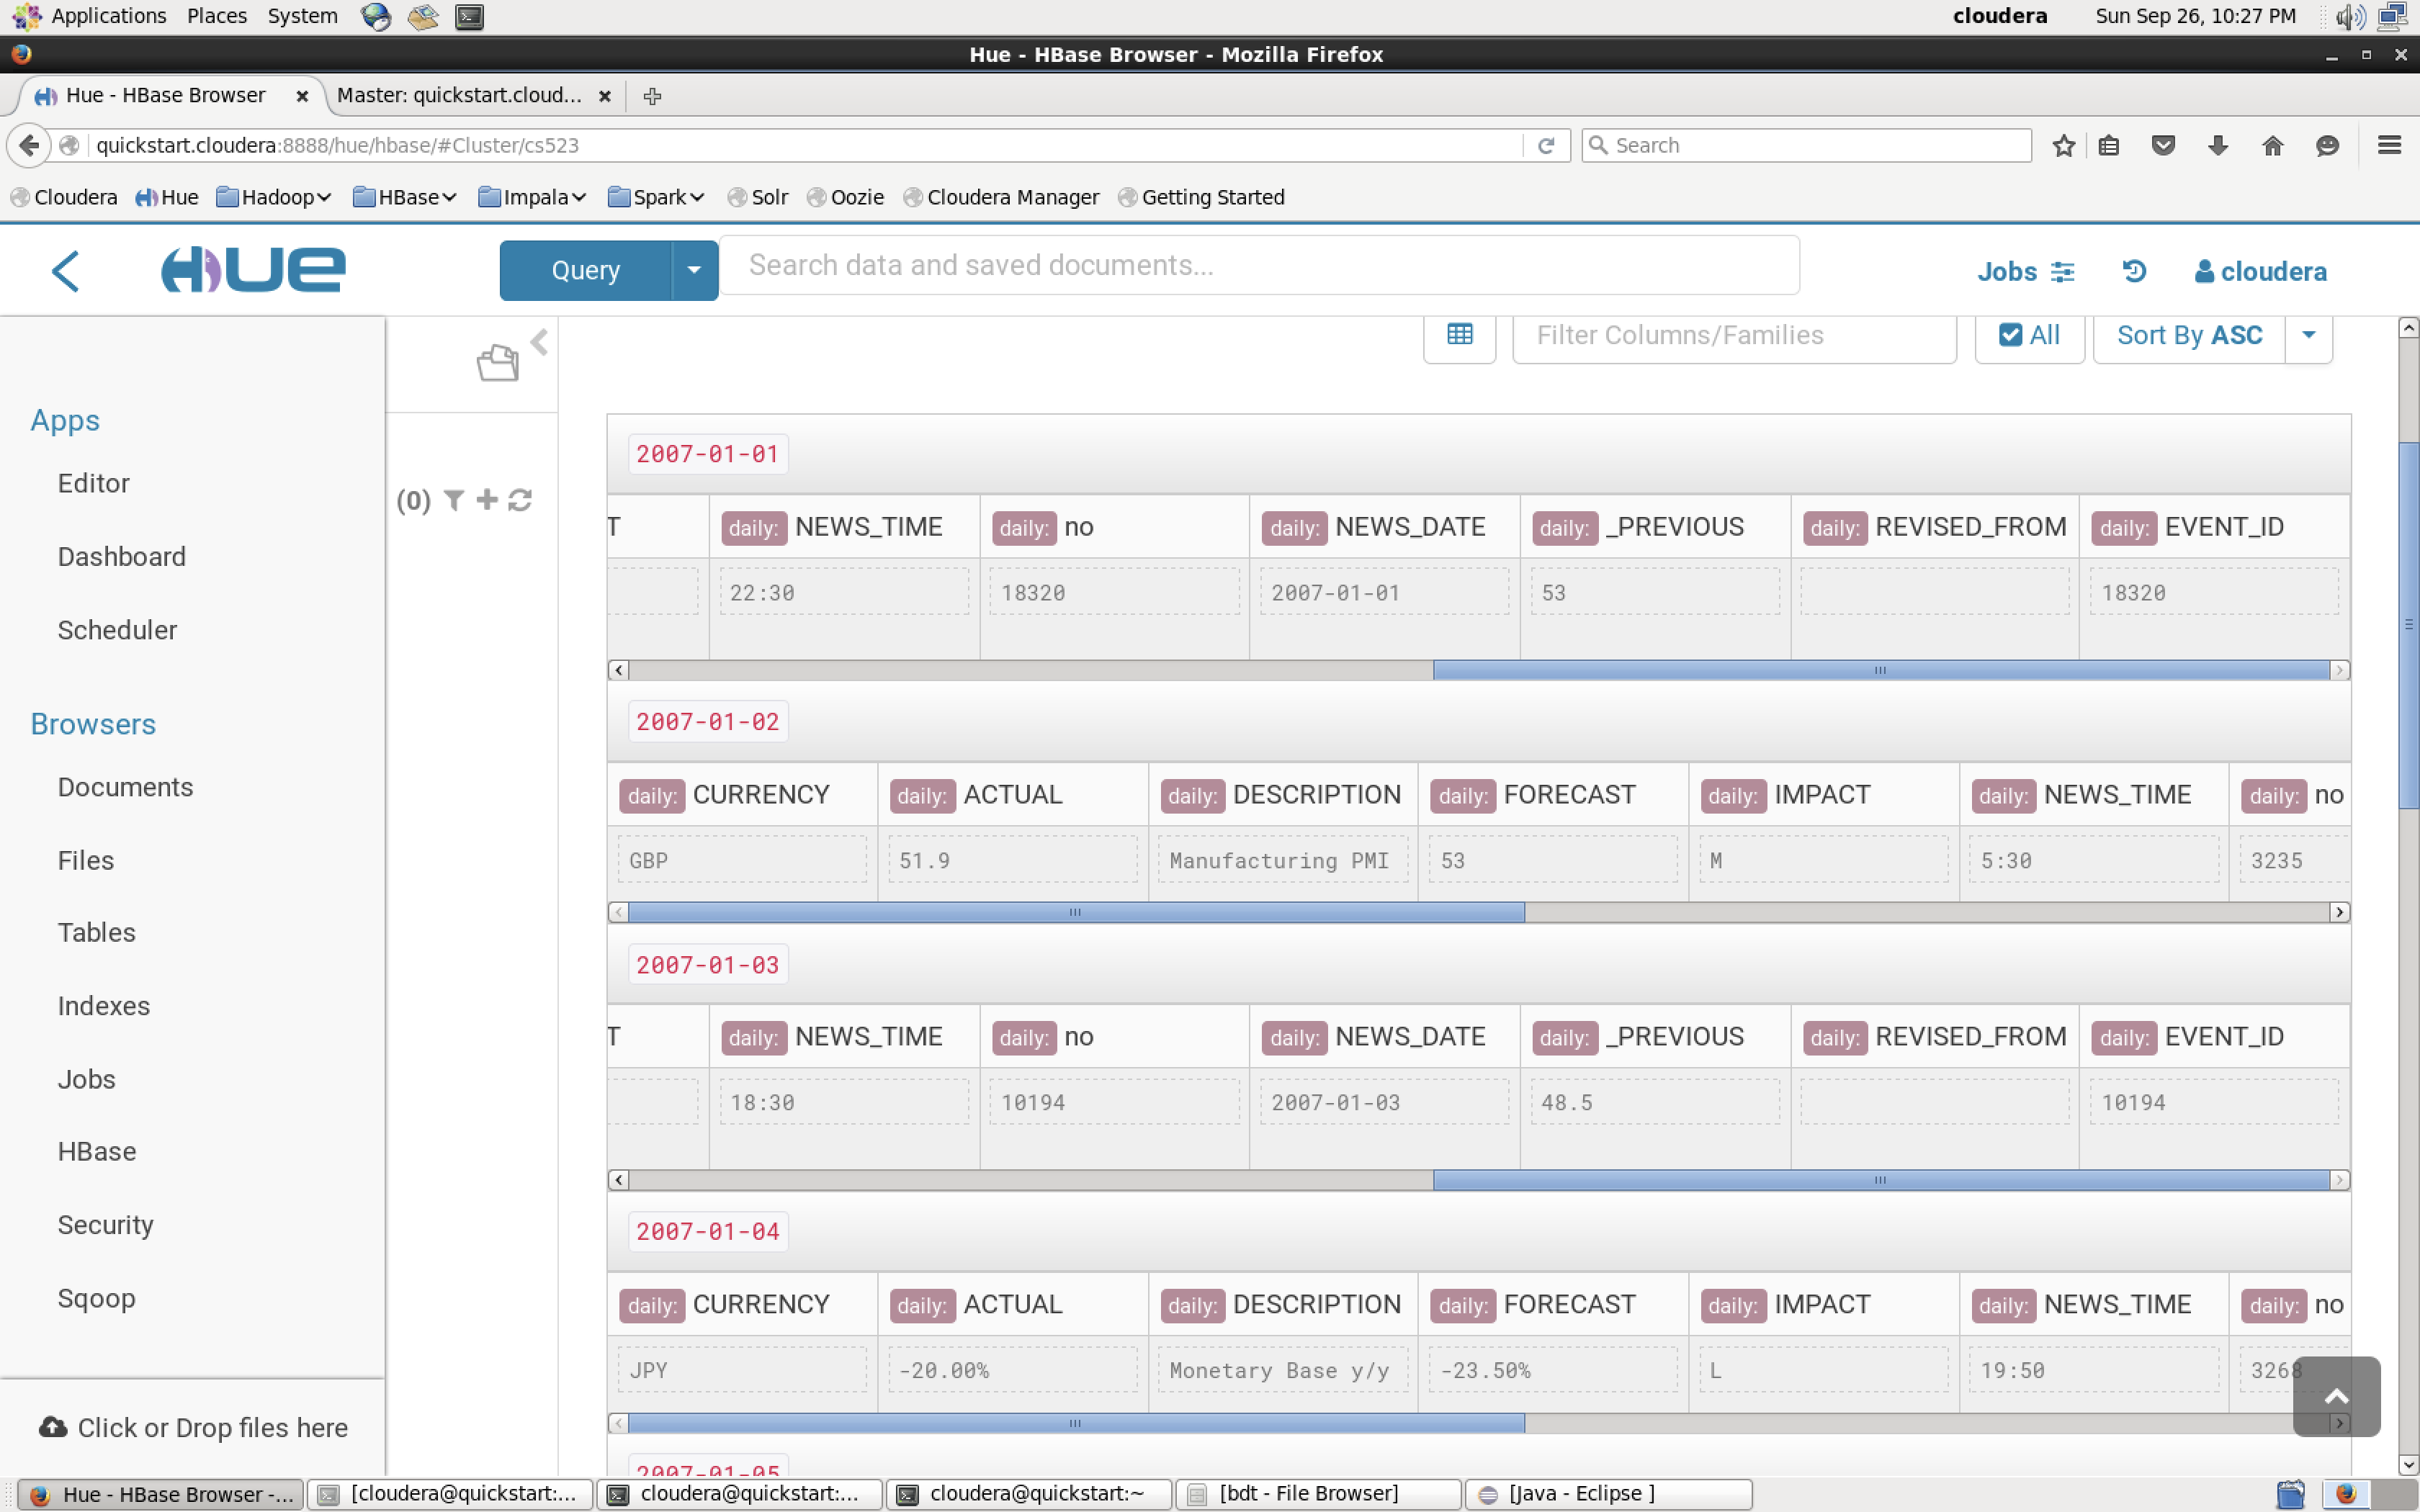 Applications Places System cloudera Sun Sep 26, 10:27 PM
Hue - HBase Browser - Mozilla Firefox
Hue - HBase Browser Master: quickstart.cloud...
quickstart.cloudera:8888/hue/hbase/#Cluster/cs523 Search
Cloudera Hue Hadoop HBase Impala Spark Solr Oozie Cloudera Manager Getting Started
HUE Query Search data and saved documents... Jobs cloudera
Filter Columns/Families All Sort By ASC
Apps
Editor
Dashboard
Scheduler
Browsers
Documents
Files
Tables
Indexes
Jobs
HBase
Security
Sqoop
Click or Drop files here
(0)
2007-01-01
T daily: NEWS_TIME daily: no daily: NEWS_DATE daily: _PREVIOUS daily: REVISED_FROM daily: EVENT_ID
22:30 18320 2007-01-01 53 18320
2007-01-02
daily: CURRENCY daily: ACTUAL daily: DESCRIPTION daily: FORECAST daily: IMPACT daily: NEWS_TIME daily: no
GBP 51.9 Manufacturing PMI 53 M 5:30 3235
2007-01-03
T daily: NEWS_TIME daily: no daily: NEWS_DATE daily: _PREVIOUS daily: REVISED_FROM daily: EVENT_ID
18:30 10194 2007-01-03 48.5 10194
2007-01-04
daily: CURRENCY daily: ACTUAL daily: DESCRIPTION daily: FORECAST daily: IMPACT daily: NEWS_TIME daily: no
JPY -20.00% Monetary Base y/y -23.50% L 19:50 3268
2007-01-05
Hue - HBase Browser -... [cloudera@quickstart:... cloudera@quickstart:... cloudera@quickstart:~ [bdt - File Browser] [Java - Eclipse ]